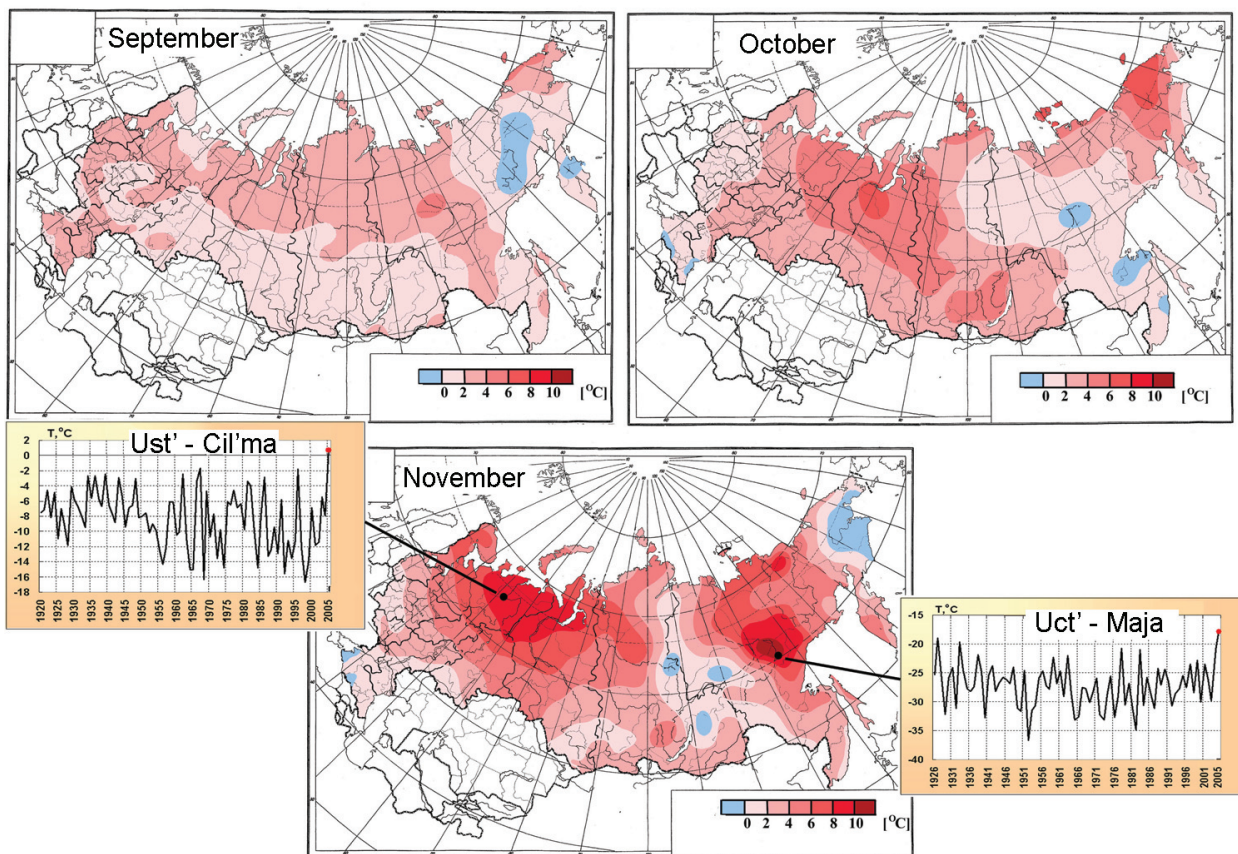 September
0 2 4 6 8 10 [°C]
October
0 2 4 6 8 10 [°C]
T,°C
Ust' - Cil'ma
2
0
-2
-4
-6
-8
-10
-12
-14
-16
-18
1920 1925 1930 1935 1940 1945 1950 1955 1960 1965 1970 1975 1980 1985 1990 1995 2000 2005
November
0 2 4 6 8 10 [°C]
T,°C
Uct' - Maja
-15
-20
-25
-30
-35
-40
1926 1931 1936 1941 1946 1951 1956 1961 1966 1971 1976 1981 1986 1991 1996 2001 2005